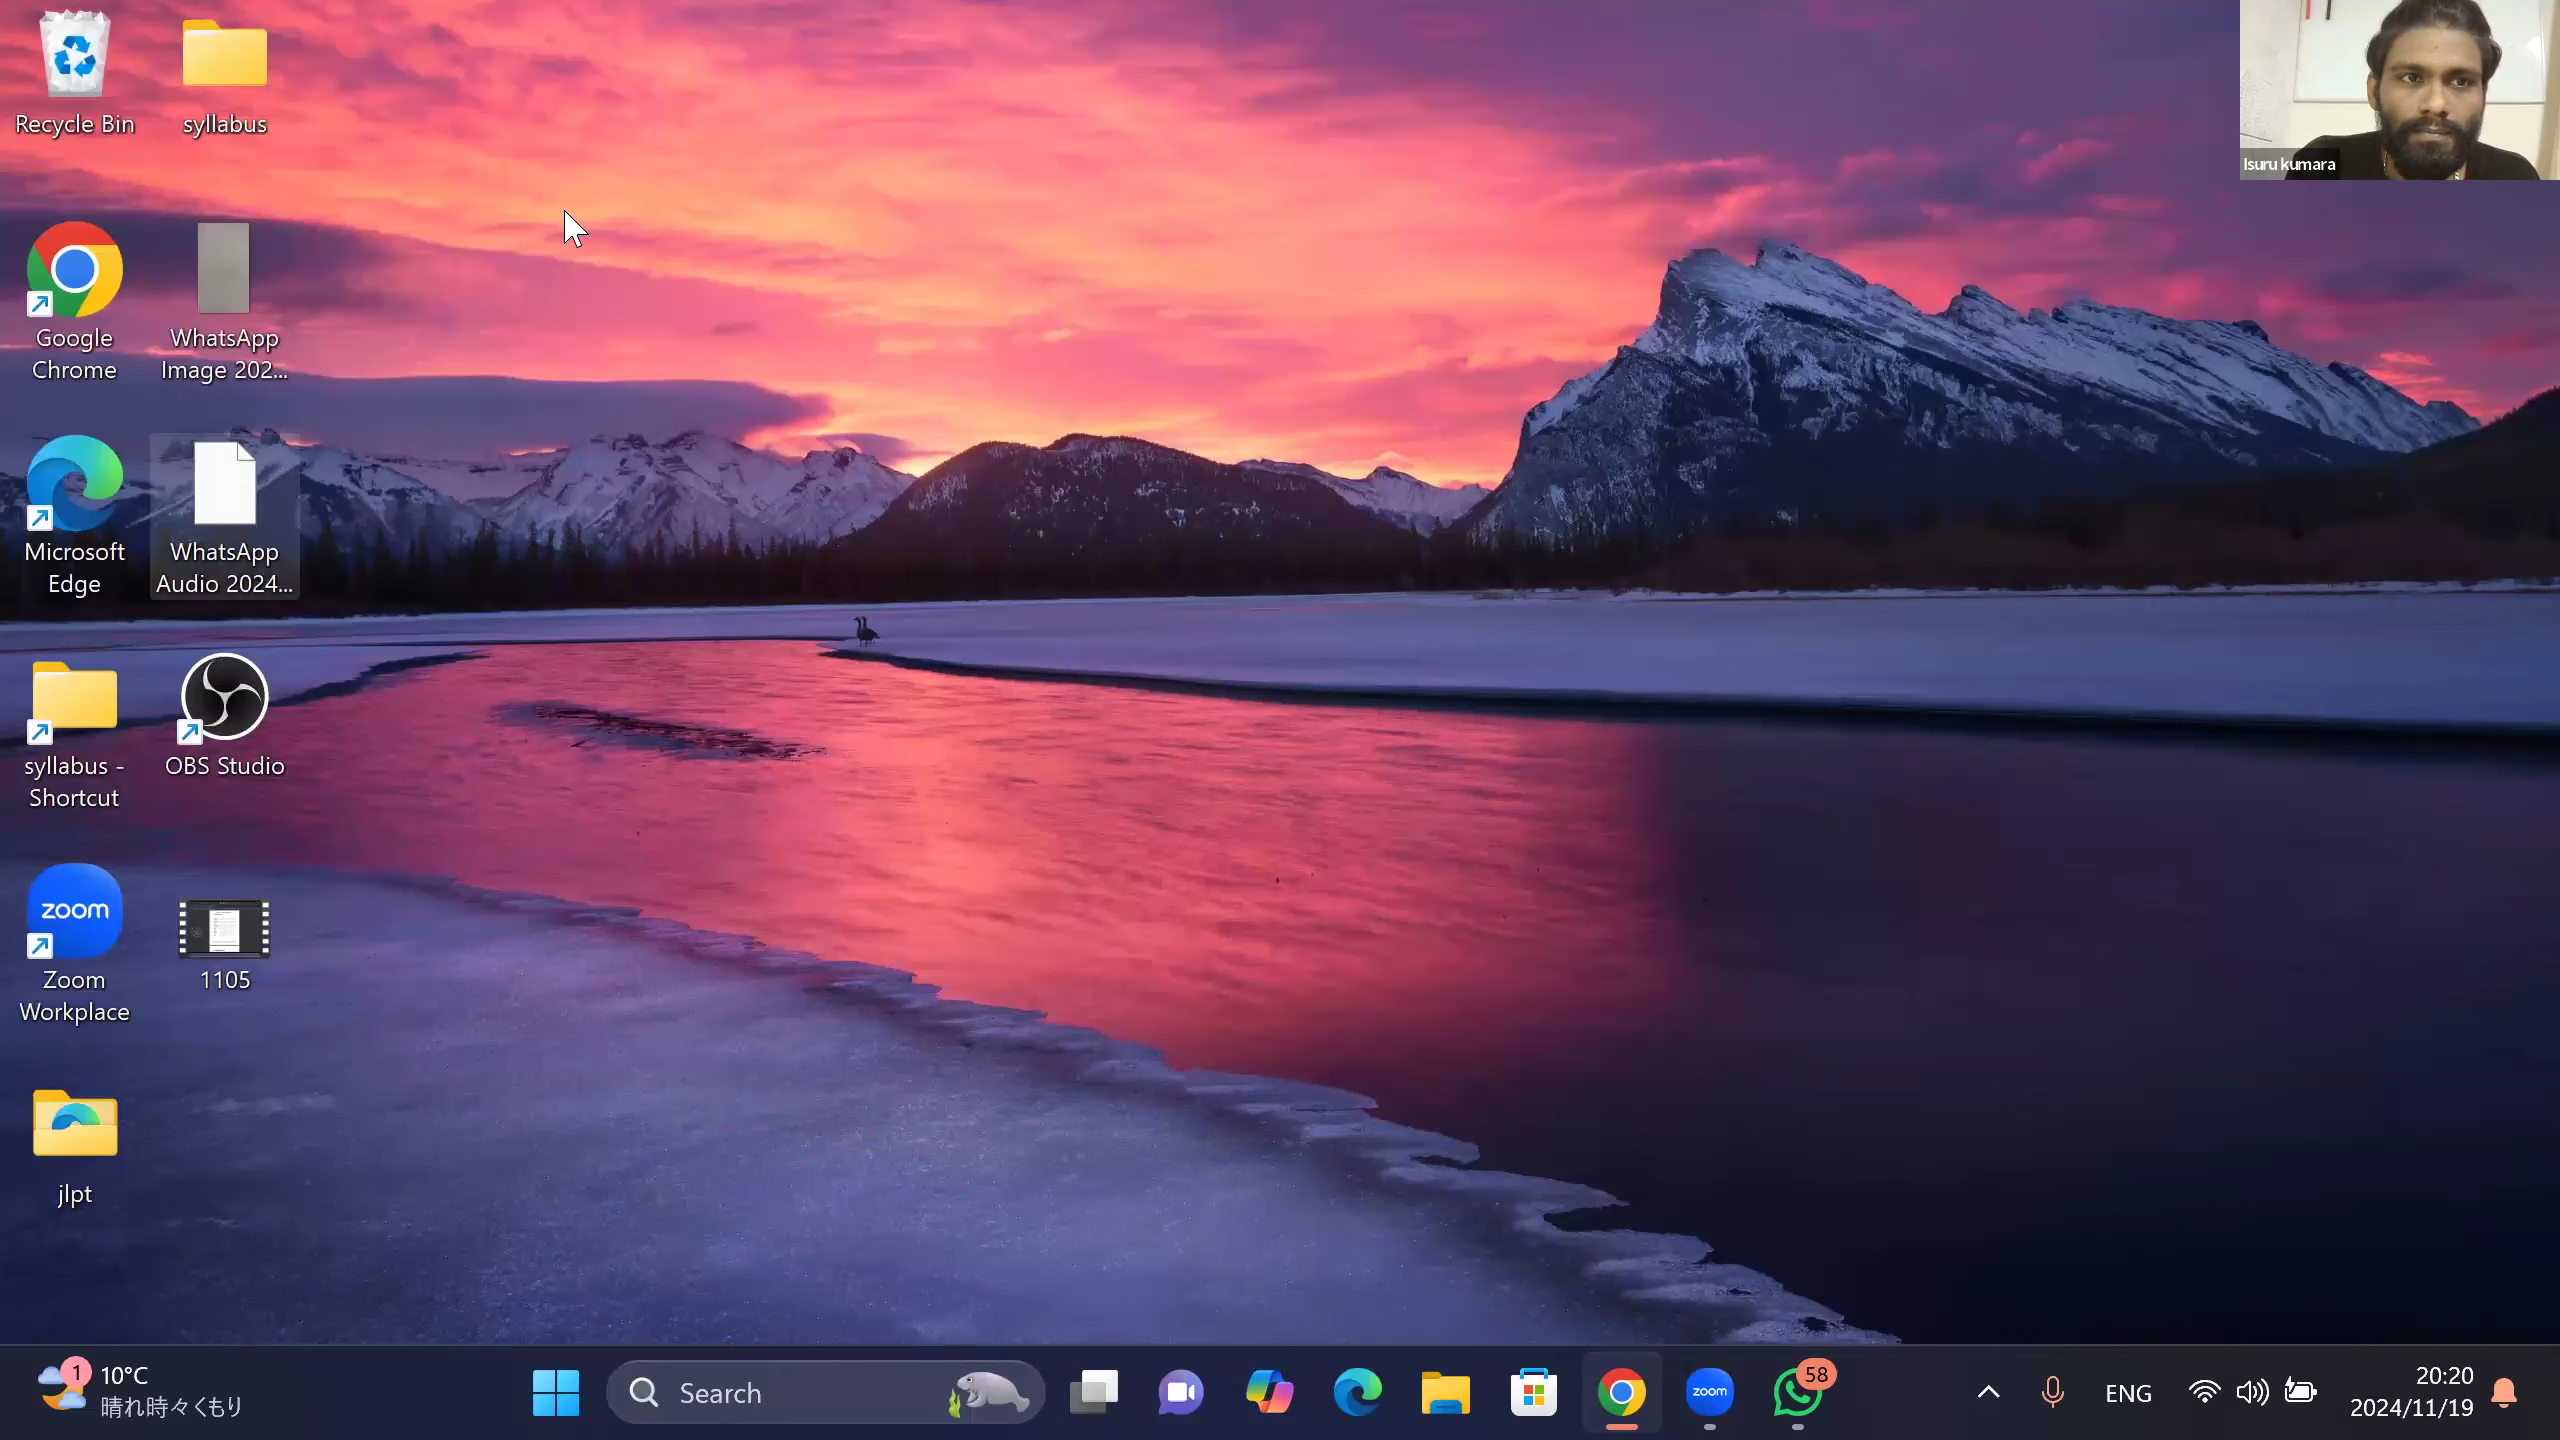 Recycle Bin
syllabus
Isuru kumara
Google
Chrome
WhatsApp
Image 202...
Microsoft
Edge
WhatsApp
Audio 2024...
syllabus -
Shortcut
OBS Studio
zoom
Zoom
Workplace
1105
jlpt
1
10°C
晴れ時々くもり
Search
zoom
58
ENG
20:20
2024/11/19